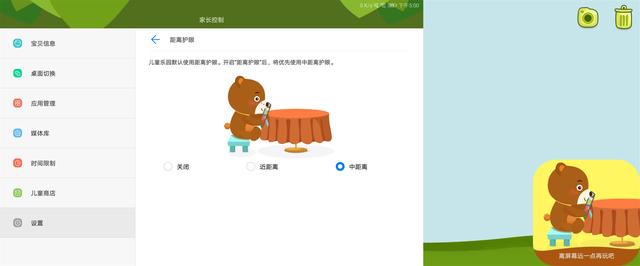 家长控制
下午5:00
宝贝信息
桌面切换
应用管理
媒体库
时间限制
儿童商店
设置
距离护眼
儿童乐园默认使用距离护眼。开启“距离护眼”后，将优先使用中距离护眼。
关闭
近距离
中距离
离屏幕远一点再玩吧